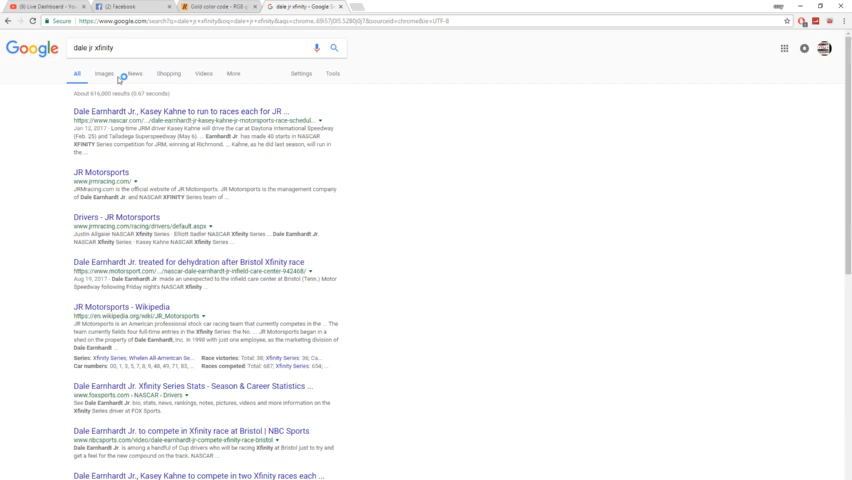 Live Dashboard - You
Facebook
Gold color code - RGB
dale jr xfinity - Google S
Secure
https://www.google.com/search?q=dale+jr+xfinity&oq=dale+jr+xfinity&aqs=chrome
Google
dale jr xfinity
All Images News Shopping Videos More Settings Tools
About 616,000 results (0.67 seconds)
Dale Earnhardt Jr., Kasey Kahne to run to races each for JR ...
https://www.nascar.com/.../dale-earnhardt-jr-kasey-kahne-jr-motorsports-race-schedul...
Jan 12, 2017 - Long-time JRM driver Kasey Kahne will drive the car at Daytona International Speedway
(Feb. 25) and Talladega Superspeedway (May 6). ... Earnhardt Jr. has made 40 starts in NASCAR
XFINITY Series competition for JRM, winning at Richmond. ... Kahne, as he did last season, will run in
the ...
JR Motorsports
www.jrmracing.com/
JRMracing.com is the official website of JR Motorsports. JR Motorsports is the management company
of Dale Earnhardt Jr. and NASCAR XFINITY Series team of ...
Drivers - JR Motorsports
www.jrmracing.com/racing/drivers/default.aspx
Justin Allgaier NASCAR Xfinity Series · Elliott Sadler NASCAR Xfinity Series ... Dale Earnhardt Jr.
NASCAR Xfinity Series · Kasey Kahne NASCAR Xfinity Series ...
Dale Earnhardt Jr. treated for dehydration after Bristol Xfinity race
https://www.motorsport.com/.../nascar-dale-earnhardt-jr-infield-care-center-942468/
Aug 19, 2017 - Dale Earnhardt Jr. made an unexpected to the infield care center at Bristol (Tenn.) Motor
Speedway following Friday night's NASCAR Xfinity ...
JR Motorsports - Wikipedia
https://en.wikipedia.org/wiki/JR_Motorsports
JR Motorsports is an American professional stock car racing team that currently competes in the ... The
team currently fields four full-time entries in the Xfinity Series: the No. ... JR Motorsports began in a
shed on the property of Dale Earnhardt, Inc. in 1998 with just one employee, as the marketing division of
Dale Earnhardt ...
Series: Xfinity Series; Whelen All-American Se... Race victories: Total: 38; Xfinity Series: 36; Ca...
Car numbers: 00, 1, 3, 5, 7, 8, 9, 48, 49, 71, 83, ... Races competed: Total: 687; Xfinity Series: 654, ...
Dale Earnhardt Jr. Xfinity Series Stats - Season & Career Statistics ...
www.foxsports.com › NASCAR › Drivers
See Dale Earnhardt Jr. bio, stats, news, rankings, notes, pictures, videos and more information on the
Xfinity Series driver at FOX Sports.
Dale Earnhardt Jr. to compete in Xfinity race at Bristol | NBC Sports
www.nbcsports.com/video/dale-earnhardt-jr-compete-xfinity-race-bristol
Dale Earnhardt Jr. is among a handful of Cup drivers who will be racing Xfinity at Bristol just to try and
get a feel for the new compound on the track. NASCAR ...
Dale Earnhardt Jr., Kasey Kahne to compete in two Xfinity races each ...